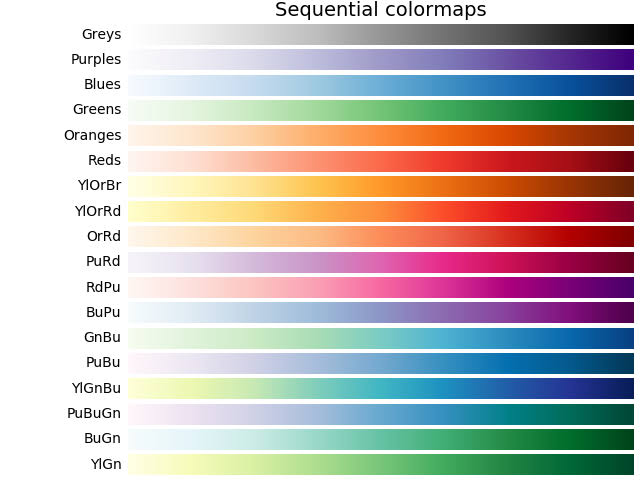 Sequential colormaps
Greys
Purples
Blues
Greens
Oranges
Reds
YlOrBr
YlOrRd
OrRd
PuRd
RdPu
BuPu
GnBu
PuBu
YlGnBu
PuBuGn
BuGn
YlGn